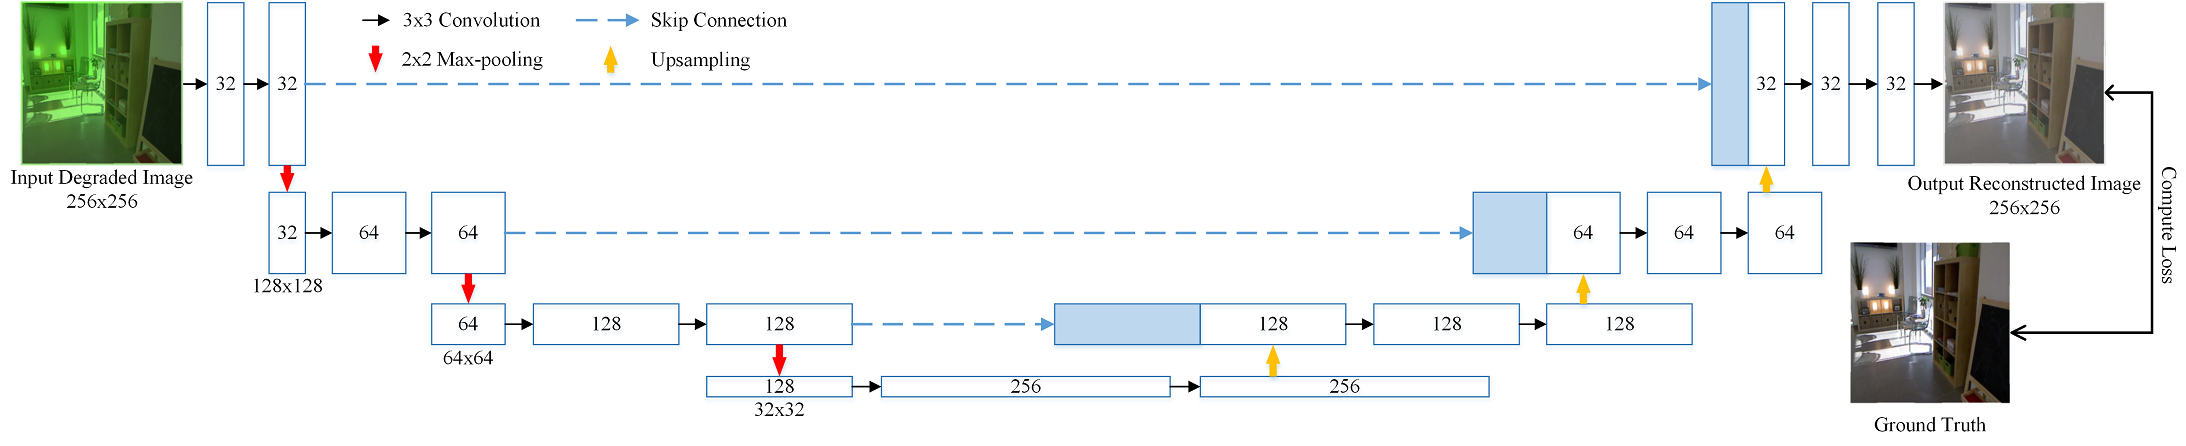 3x3 Convolution
Skip Connection
2x2 Max-pooling
Upsampling
32
32
32
32
32
Input Degraded Image
256x256
Output Reconstructed Image
256x256
Compute Loss
32
64
64
64
64
64
128x128
64
128
128
128
128
128
64x64
128
256
256
32x32
Ground Truth